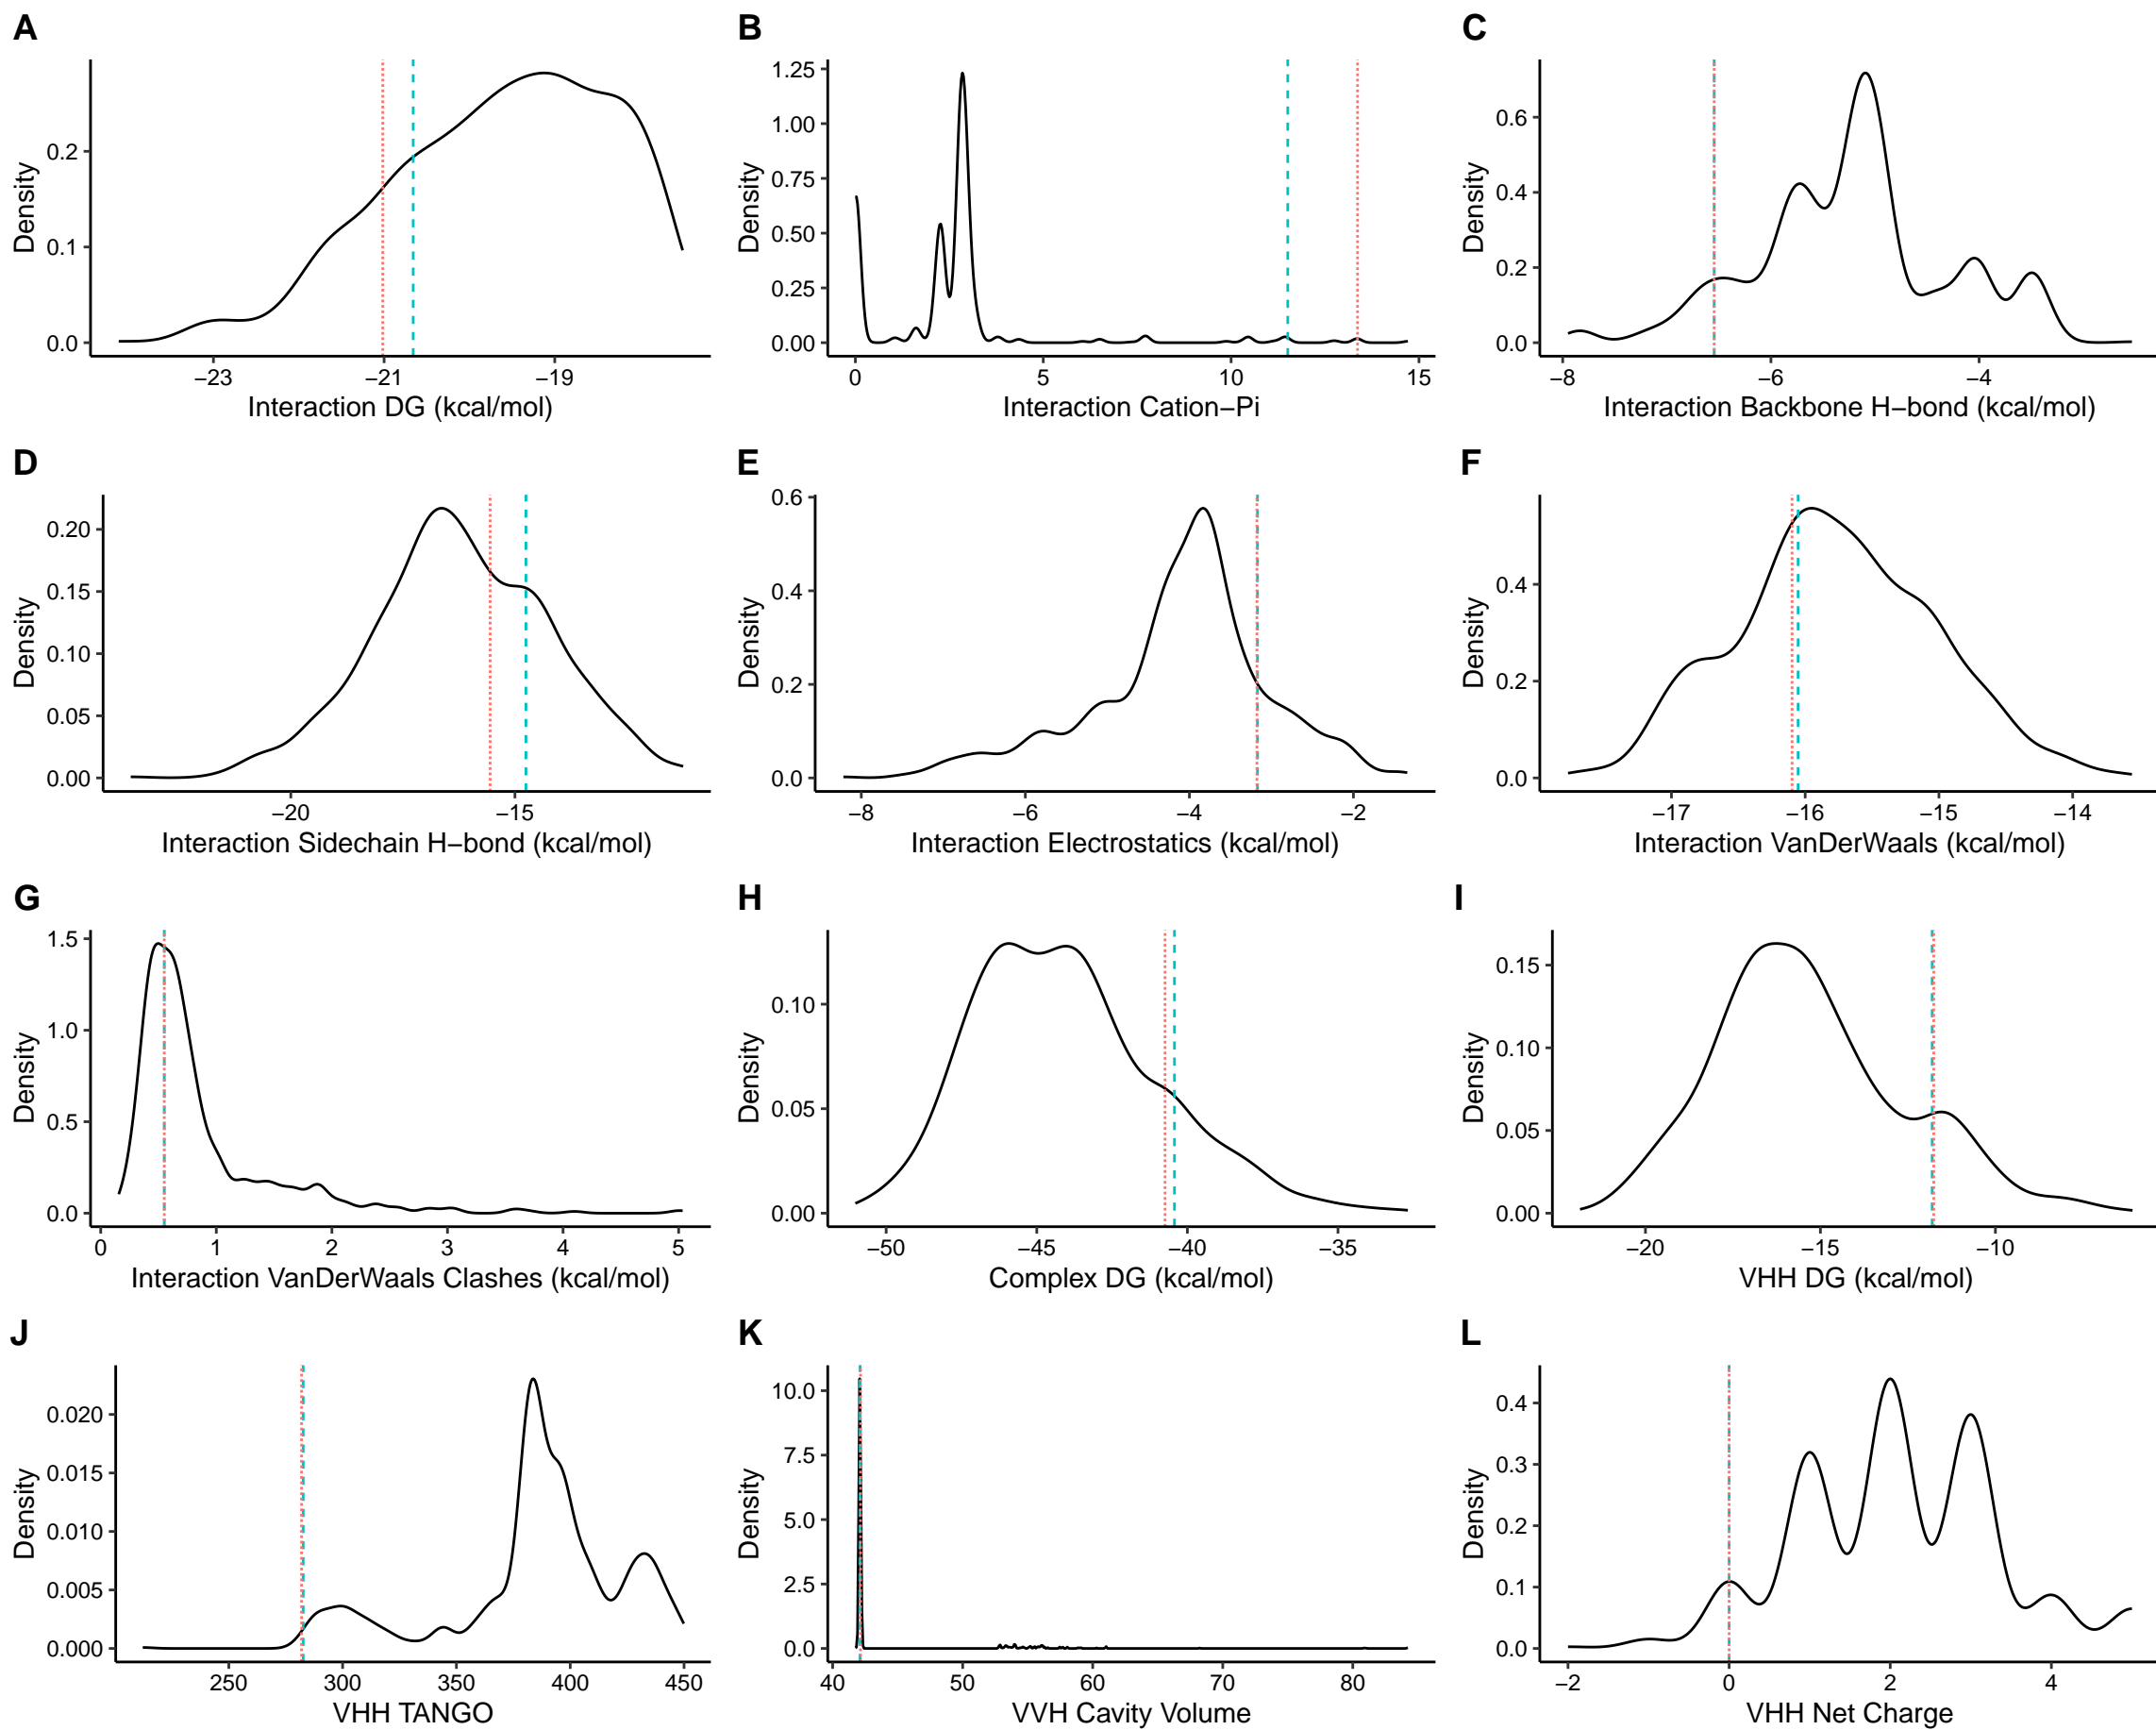 A
B
C
Density
0.2
0.1
0.0
−23
−21
−19
Interaction DG (kcal/mol)
Density
1.25
1.00
0.75
0.50
0.25
0.00
0
5
10
15
Interaction Cation−Pi
Density
0.6
0.4
0.2
0.0
−8
−6
−4
Interaction Backbone H−bond (kcal/mol)
D
E
F
Density
0.20
0.15
0.10
0.05
0.00
−20
−15
Interaction Sidechain H−bond (kcal/mol)
Density
0.6
0.4
0.2
0.0
−8
−6
−4
−2
Interaction Electrostatics (kcal/mol)
Density
0.4
0.2
0.0
−17
−16
−15
−14
Interaction VanDerWaals (kcal/mol)
G
H
I
Density
1.5
1.0
0.5
0.0
0
1
2
3
4
5
Interaction VanDerWaals Clashes (kcal/mol)
Density
0.10
0.05
0.00
−50
−45
−40
−35
Complex DG (kcal/mol)
Density
0.15
0.10
0.05
0.00
−20
−15
−10
VHH DG (kcal/mol)
J
K
L
Density
0.020
0.015
0.010
0.005
0.000
250
300
350
400
450
VHH TANGO
Density
10.0
7.5
5.0
2.5
0.0
40
50
60
70
80
VVH Cavity Volume
Density
0.4
0.3
0.2
0.1
0.0
−2
0
2
4
VHH Net Charge